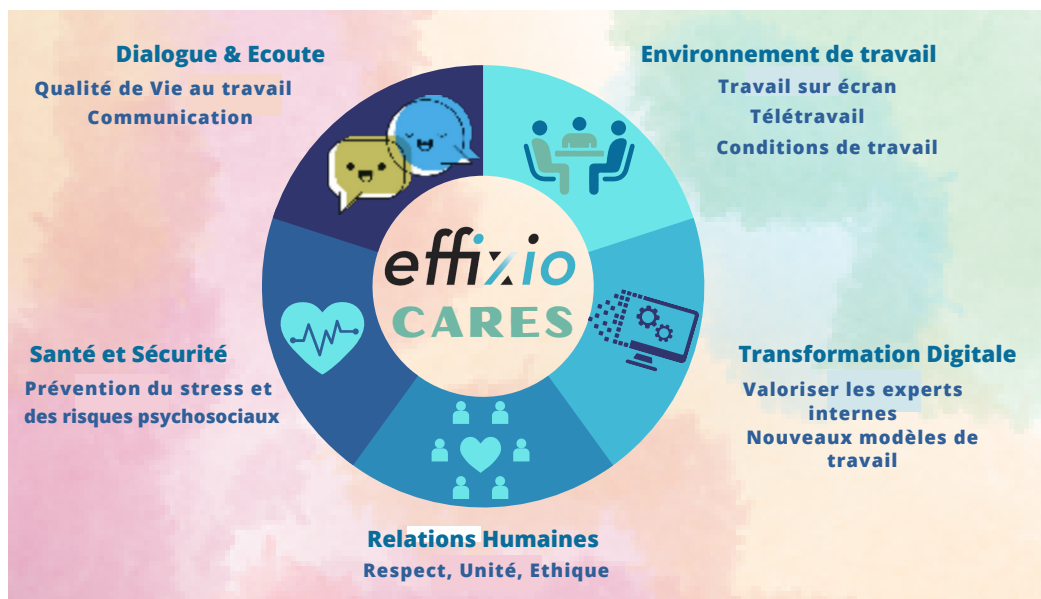 Dialogue & Ecoute
Qualité de Vie au travail
Communication
Environnement de travail
Travail sur écran
Télétravail
Conditions de travail
effixio
CARES
Santé et Sécurité
Prévention du stress et
des risques psychosociaux
Transformation Digitale
Valoriser les experts
internes
Nouveaux modèles de
travail
Relations Humaines
Respect, Unité, Ethique